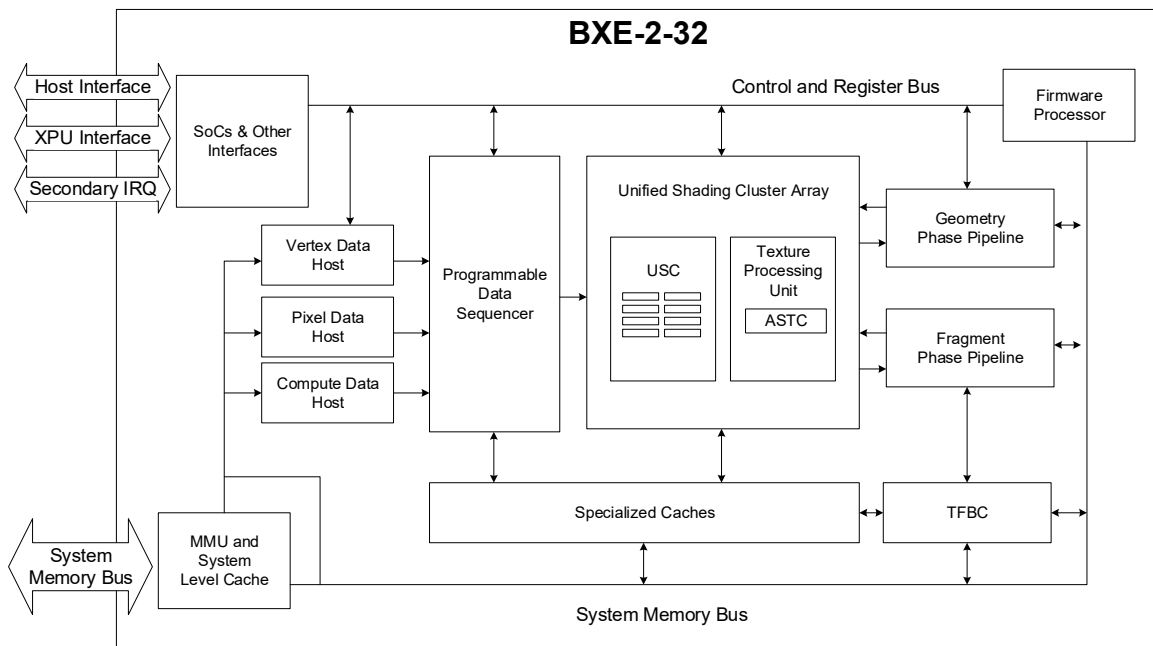 BXE-2-32
Host Interface
XPU Interface
Secondary IRQ
SoCs & Other
Interfaces
Control and Register Bus
Firmware
Processor
Vertex Data
Host
Pixel Data
Host
Compute Data
Host
Programmable
Data
Sequencer
Unified Shading Cluster Array
USC
Texture
Processing
Unit
ASTC
Geometry
Phase Pipeline
Fragment
Phase Pipeline
Specialized Caches
TFBC
System
Memory Bus
MMU and
System
Level Cache
System Memory Bus